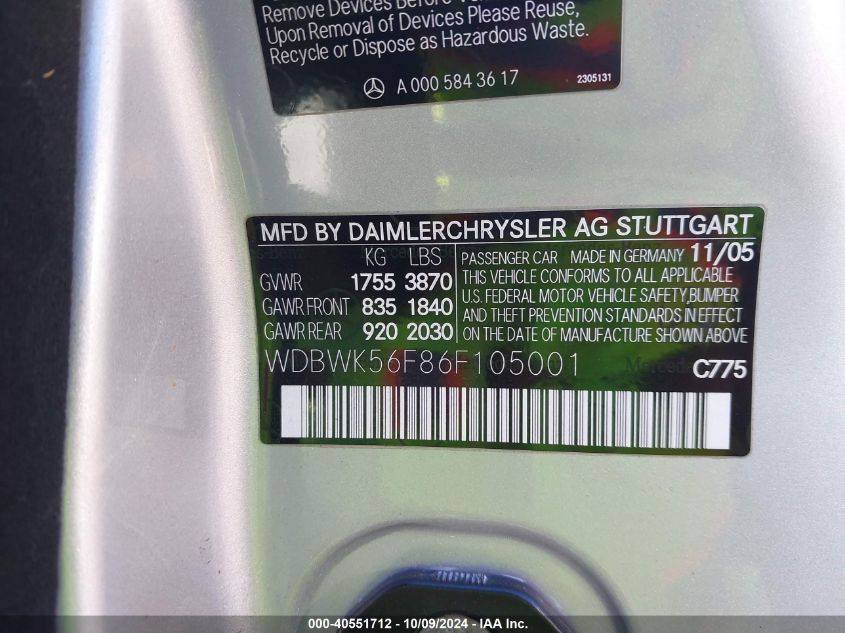 Remove Devices Before
Upon Removal of Devices Please Reuse,
Recycle or Dispose as Hazardous Waste.
A 000 584 36 17
2305131
MFD BY DAIMLERCHRYSLER AG STUTTGART
KG LBS
GVWR 1755 3870
GAWR FRONT 835 1840
GAWR REAR 920 2030
PASSENGER CAR MADE IN GERMANY 11/05
THIS VEHICLE CONFORMS TO ALL APPLICABLE
U.S. FEDERAL MOTOR VEHICLE SAFETY,BUMPER
AND THEFT PREVENTION STANDARDS IN EFFECT
ON THE DATE OF MANUFACTURE SHOWN ABOVE
WDBWK56F86F105001
C775
000-40551712 - 10/09/2024 - IAA Inc.